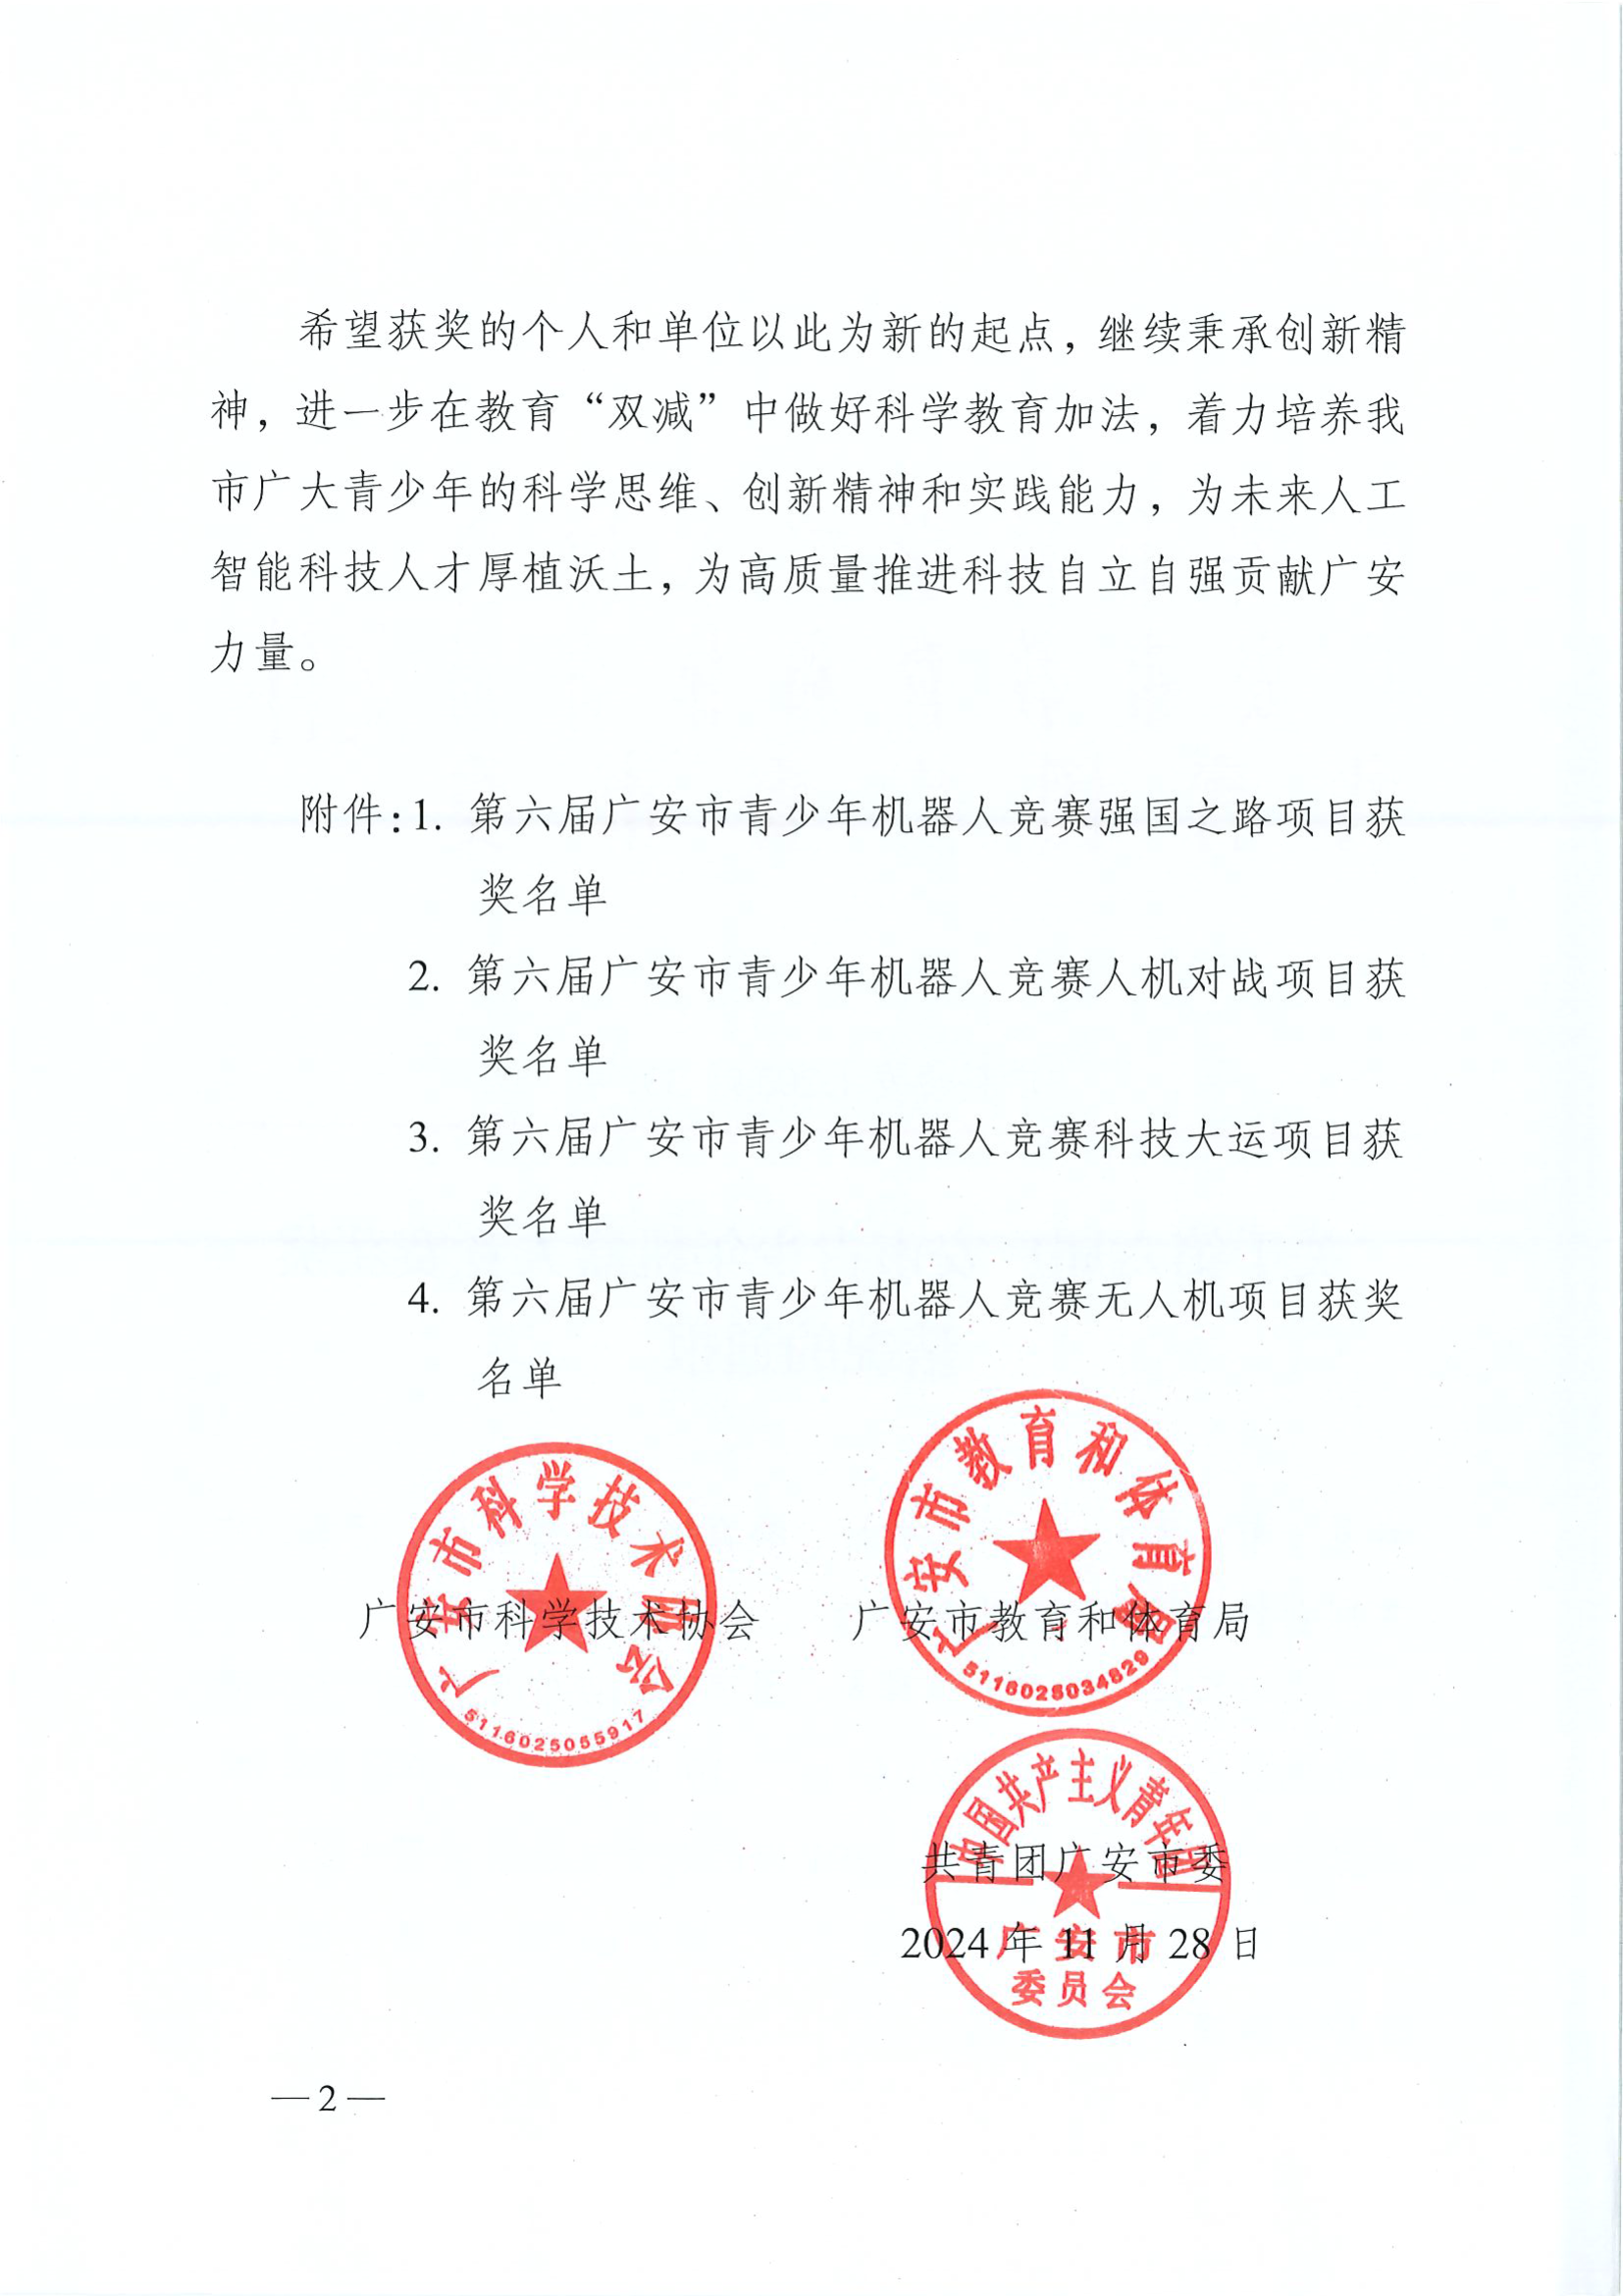 希望获奖的个人和单位以此为新的起点，继续秉承创新精
神，进一步在教育“双减”中做好科学教育加法，着力培养我
市广大青少年的科学思维、创新精神和实践能力，为未来人工
智能科技人才厚植沃土，为高质量推进科技自立自强贡献广安
力量。
附件：1. 第六届广安市青少年机器人竞赛强国之路项目获
奖名单
2. 第六届广安市青少年机器人竞赛人机对战项目获
奖名单
3. 第六届广安市青少年机器人竞赛科技大运项目获
奖名单
4. 第六届广安市青少年机器人竞赛无人机项目获奖
名单
广安市科学技术协会
5116025055917
广安市教育和体育局
5116028034829
广安市科学技术协会 广安市教育和体育局
中国共产主义青年团
广安市
委员会
共青团广安市委
2024 年 11 月 28 日
— 2 —